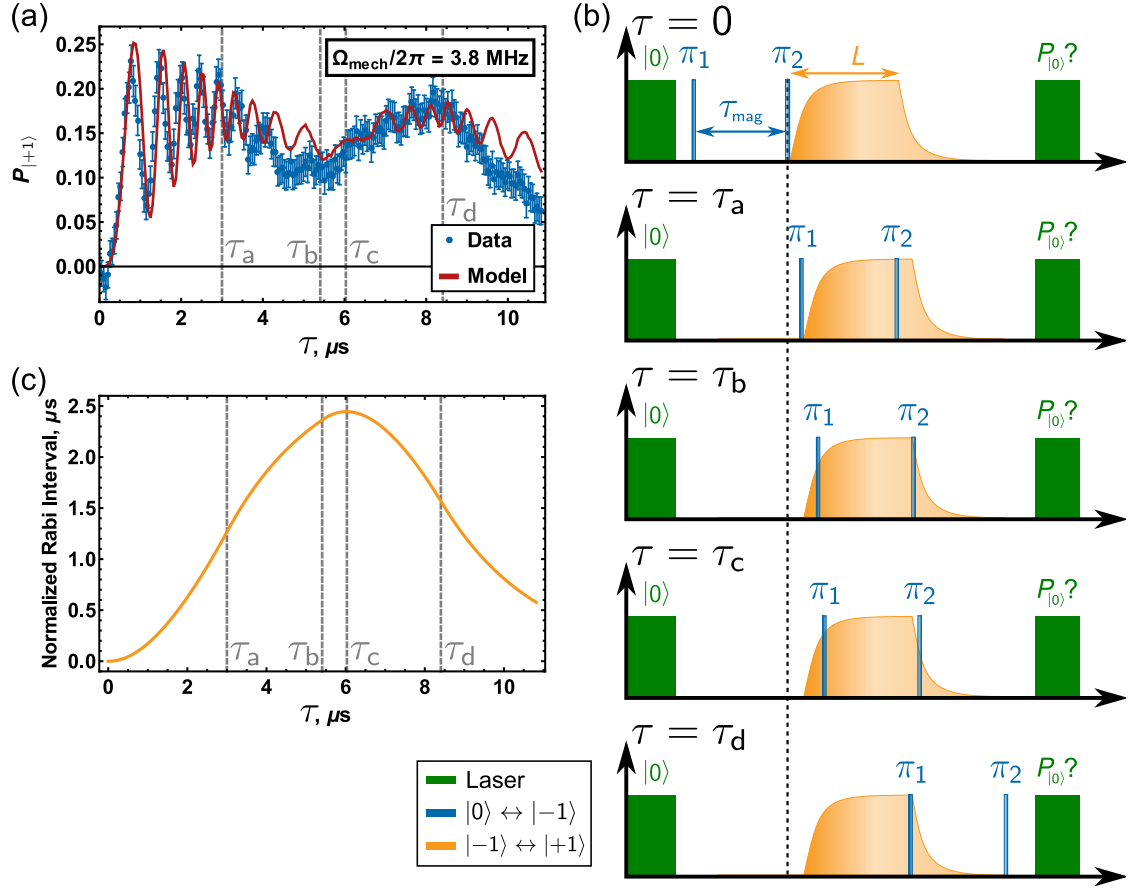 (a)
0.25
0.20
0.15
0.10
0.05
0.00
P|+1⟩
Ωmech/2π = 3.8 MHz
τa
τb
τc
τd
Data
Model
0 2 4 6 8 10
τ, μs
(c)
2.5
2.0
1.5
1.0
0.5
0.0
Normalized Rabi Interval, μs
τa
τb
τc
τd
0 2 4 6 8 10
τ, μs
Laser
|0⟩ ↔ |−1⟩
|−1⟩ ↔ |+1⟩
(b)
τ = 0
|0⟩ π1 π2 L P|0⟩?
τmag
τ = τa
|0⟩ π1 π2 P|0⟩?
τ = τb
|0⟩ π1 π2 P|0⟩?
τ = τc
|0⟩ π1 π2 P|0⟩?
τ = τd
|0⟩ π1 π2 P|0⟩?